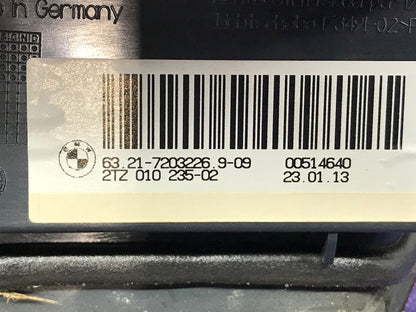 in Germany
63.21-7203226.9-09 00514640
2TZ 010 235-02 23.01.13